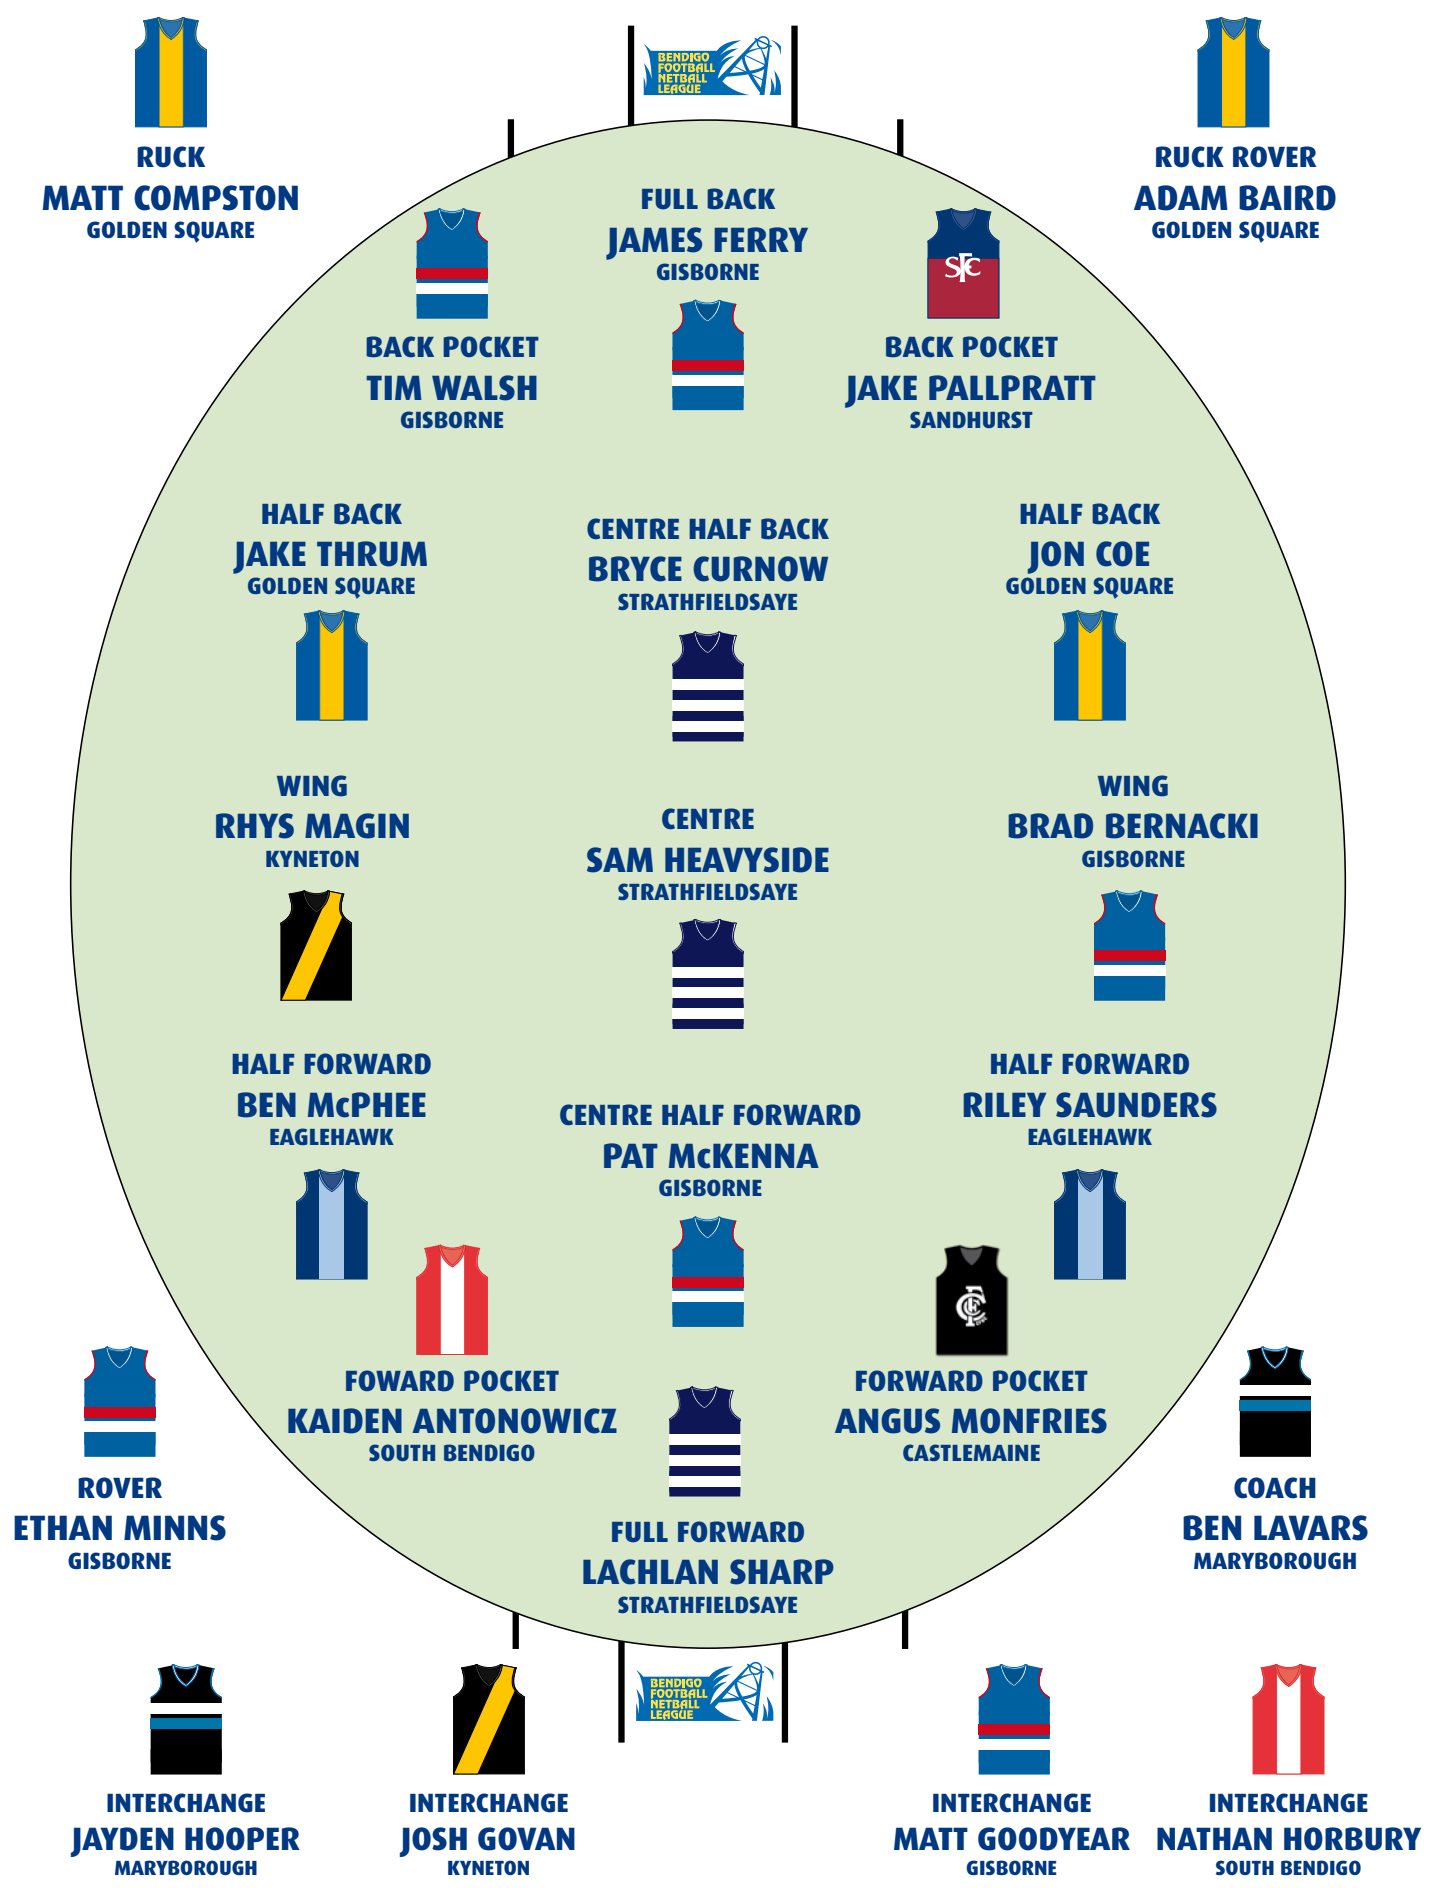 BENDIGO
FOOTBALL
NETBALL
LEAGUE
RUCK
MATT COMPSTON
GOLDEN SQUARE
RUCK ROVER
ADAM BAIRD
GOLDEN SQUARE
FULL BACK
JAMES FERRY
GISBORNE
SFC
BACK POCKET
TIM WALSH
GISBORNE
BACK POCKET
JAKE PALLPRATT
SANDHURST
HALF BACK
JAKE THRUM
GOLDEN SQUARE
CENTRE HALF BACK
BRYCE CURNOW
STRATHFIELDSAYE
HALF BACK
JON COE
GOLDEN SQUARE
WING
RHYS MAGIN
KYNETON
CENTRE
SAM HEAVYSIDE
STRATHFIELDSAYE
WING
BRAD BERNACKI
GISBORNE
HALF FORWARD
BEN McPHEE
EAGLEHAWK
CENTRE HALF FORWARD
PAT McKENNA
GISBORNE
HALF FORWARD
RILEY SAUNDERS
EAGLEHAWK
FOWARD POCKET
KAIDEN ANTONOWICZ
SOUTH BENDIGO
FORWARD POCKET
ANGUS MONFRIES
CASTLEMAINE
ROVER
ETHAN MINNS
GISBORNE
FULL FORWARD
LACHLAN SHARP
STRATHFIELDSAYE
COACH
BEN LAVARS
MARYBOROUGH
BENDIGO
FOOTBALL
NETBALL
LEAGUE
INTERCHANGE
JAYDEN HOOPER
MARYBOROUGH
INTERCHANGE
JOSH GOVAN
KYNETON
INTERCHANGE
MATT GOODYEAR
GISBORNE
INTERCHANGE
NATHAN HORBURY
SOUTH BENDIGO